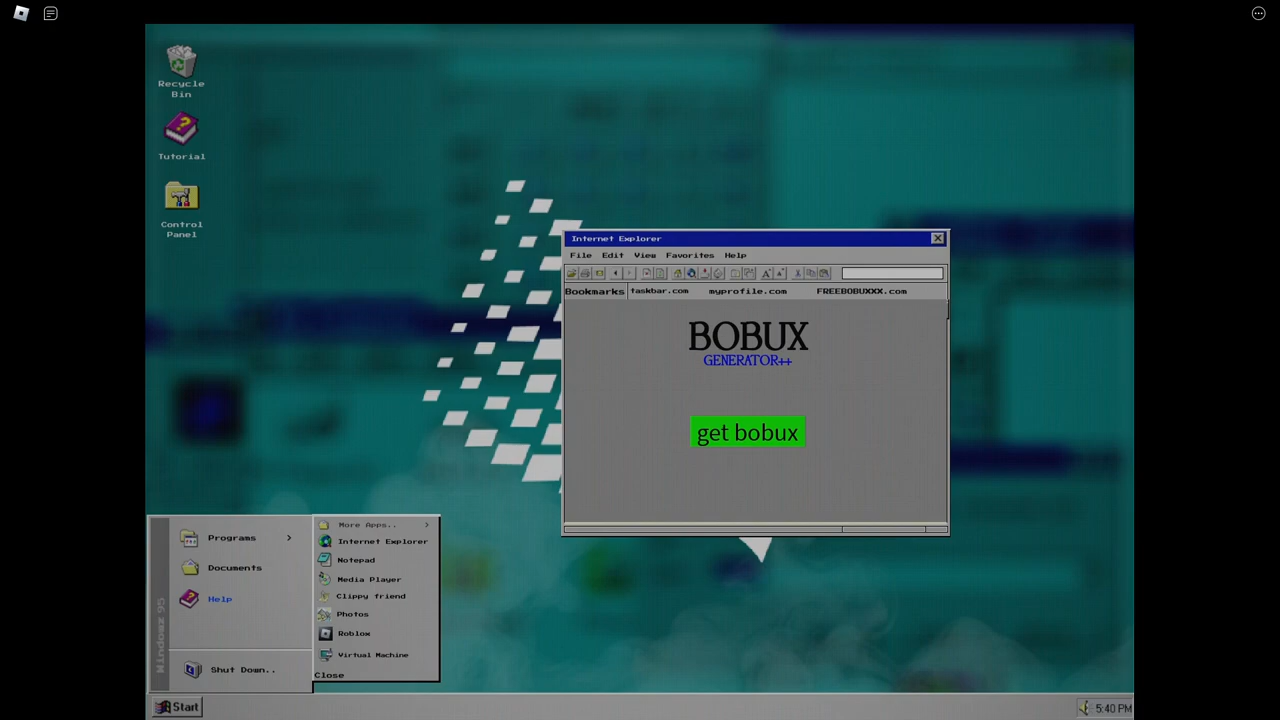 Recycle
Bin
Tutorial
Control
Panel
Internet Explorer
File Edit View Favorites Help
Bookmarks taskbar.com myprofile.com FREEBOBUXXX.com
BOBUX
GENERATOR++
get bobux
Programs
Documents
Help
Shut Down..
More Apps..
Internet Explorer
Notepad
Media Player
Clippy friend
Photos
Roblox
Virtual Machine
Close
Start
5:40 PM